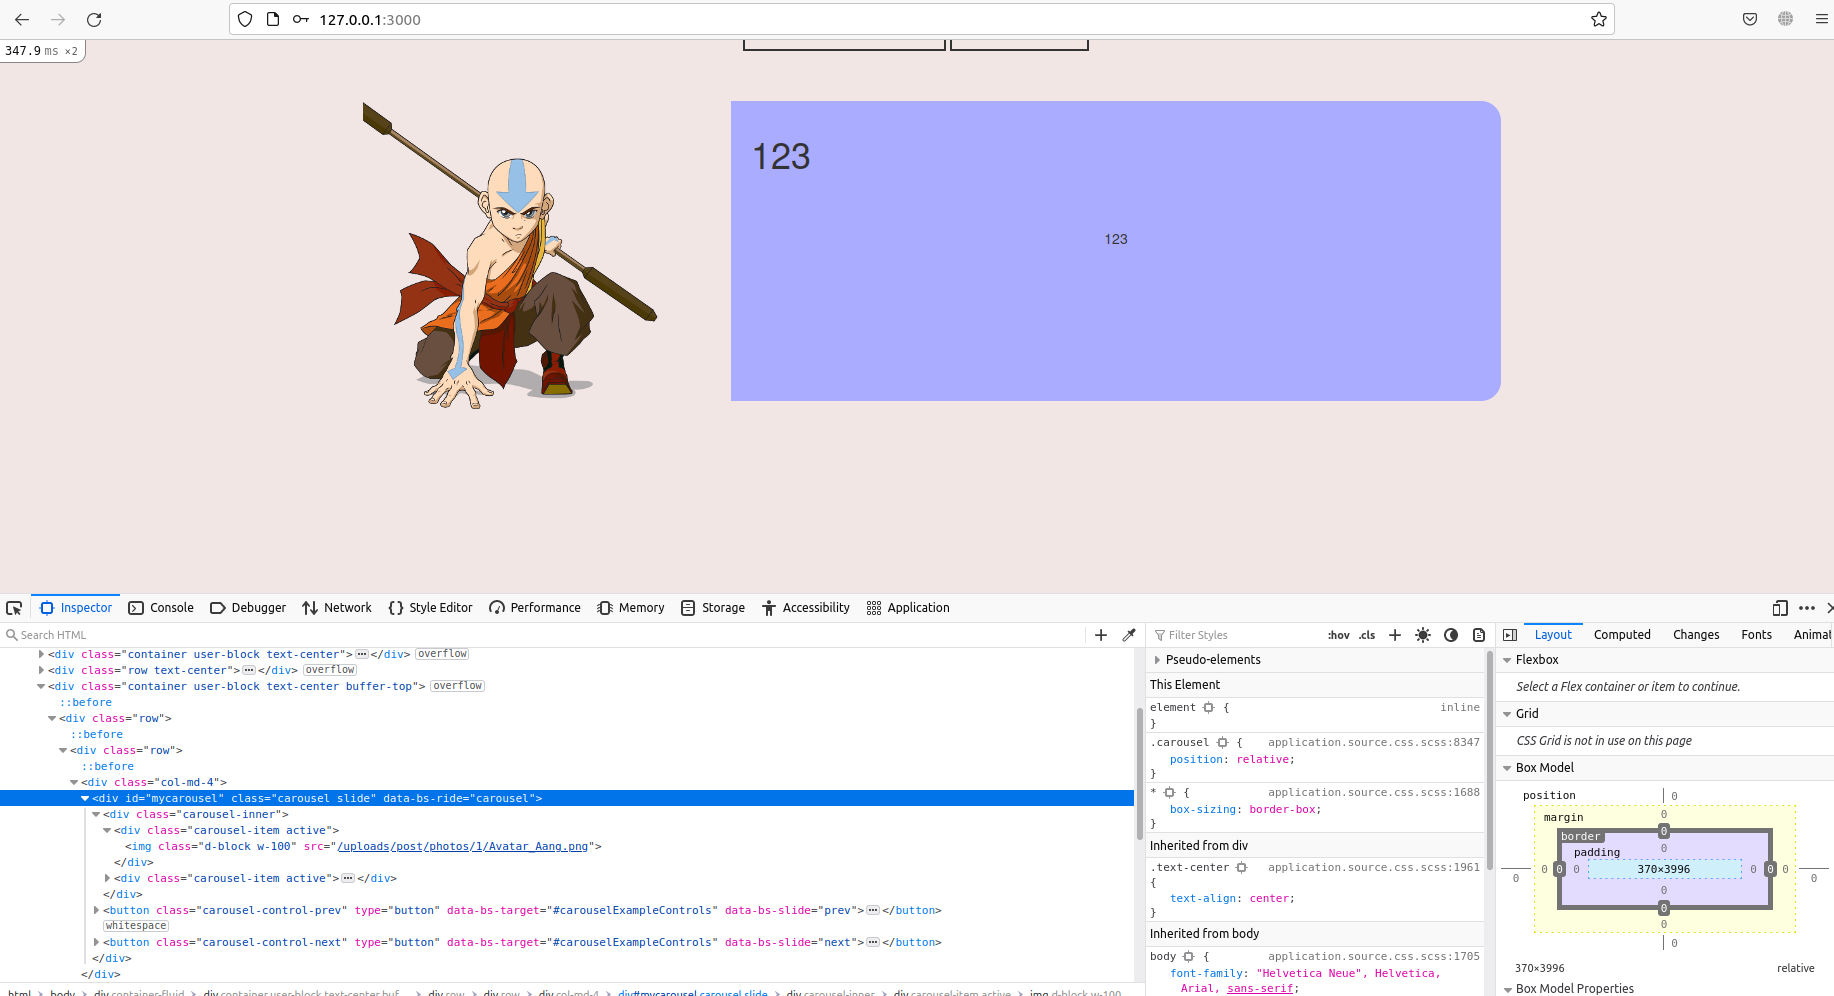 127.0.0.1:3000
347.9 ms ×2
123
123
Inspector Console Debugger Network Style Editor Performance Memory Storage Accessibility Application
Search HTML
<div class="container user-block text-center"> ••• </div> overflow
<div class="row text-center"> ••• </div> overflow
<div class="container user-block text-center buffer-top"> overflow
::before
<div class="row">
::before
<div class="row">
::before
<div class="col-md-4">
<div id="mycarousel" class="carousel slide" data-bs-ride="carousel">
<div class="carousel-inner">
<div class="carousel-item active">
<img class="d-block w-100" src="/uploads/post/photos/1/Avatar_Aang.png">
</div>
<div class="carousel-item active"> ••• </div>
</div>
<button class="carousel-control-prev" type="button" data-bs-target="#carouselExampleControls" data-bs-slide="prev"> ••• </button>
whitespace
<button class="carousel-control-next" type="button" data-bs-target="#carouselExampleControls" data-bs-slide="next"> ••• </button>
</div>
</div>
html > body > div.container-fluid > div.container.user-block.text-center.buf... > div.row > div.row > div.col-md-4 > div#mycarousel.carousel.slide > div.carousel-inner > div.carousel-item.active > img.d-block.w-100
Filter Styles :hov .cls
Pseudo-elements
This Element
element { inline
}
.carousel { application.source.css.scss:8347
position: relative;
}
* { application.source.css.scss:1688
box-sizing: border-box;
}
Inherited from div
.text-center application.source.css.scss:1961
{
text-align: center;
}
Inherited from body
body { application.source.css.scss:1705
font-family: "Helvetica Neue", Helvetica,
Arial, sans-serif;
Layout Computed Changes Fonts Animat
Flexbox
Select a Flex container or item to continue.
Grid
CSS Grid is not in use on this page
Box Model
position 0
margin 0
border 0
padding 0
0 0 0 0 370×3996 0 0 0 0
0
0
0
0
370×3996 relative
Box Model Properties